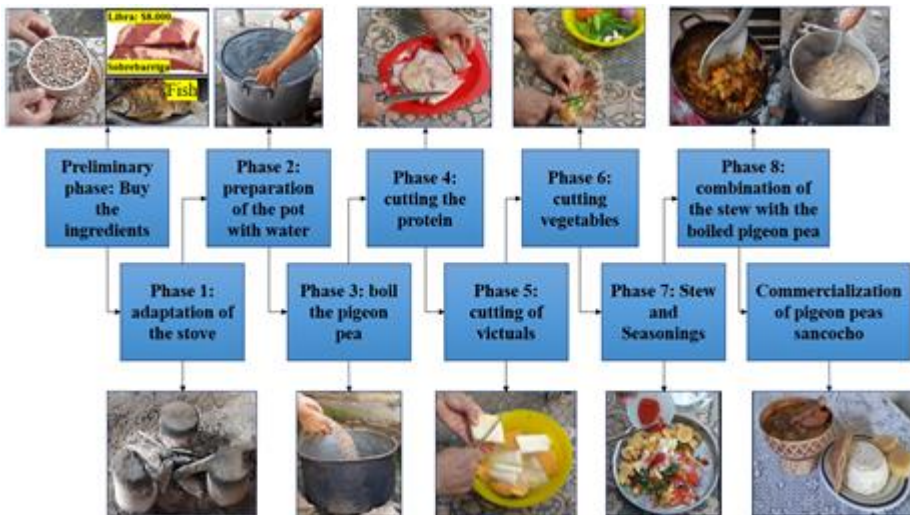 Libra: $8.000
Sobrebarriga
Fish
Preliminary
phase: Buy
the
ingredients
Phase 2:
preparation
of the pot
with water
Phase 4:
cutting the
protein
Phase 6:
cutting
vegetables
Phase 8:
combination of
the stew with the
boiled pigeon pea
Phase 1:
adaptation of
the stove
Phase 3: boil
the pigeon
pea
Phase 5:
cutting of
victuals
Phase 7: Stew
and
Seasonings
Commercialization
of pigeon peas
sancocho